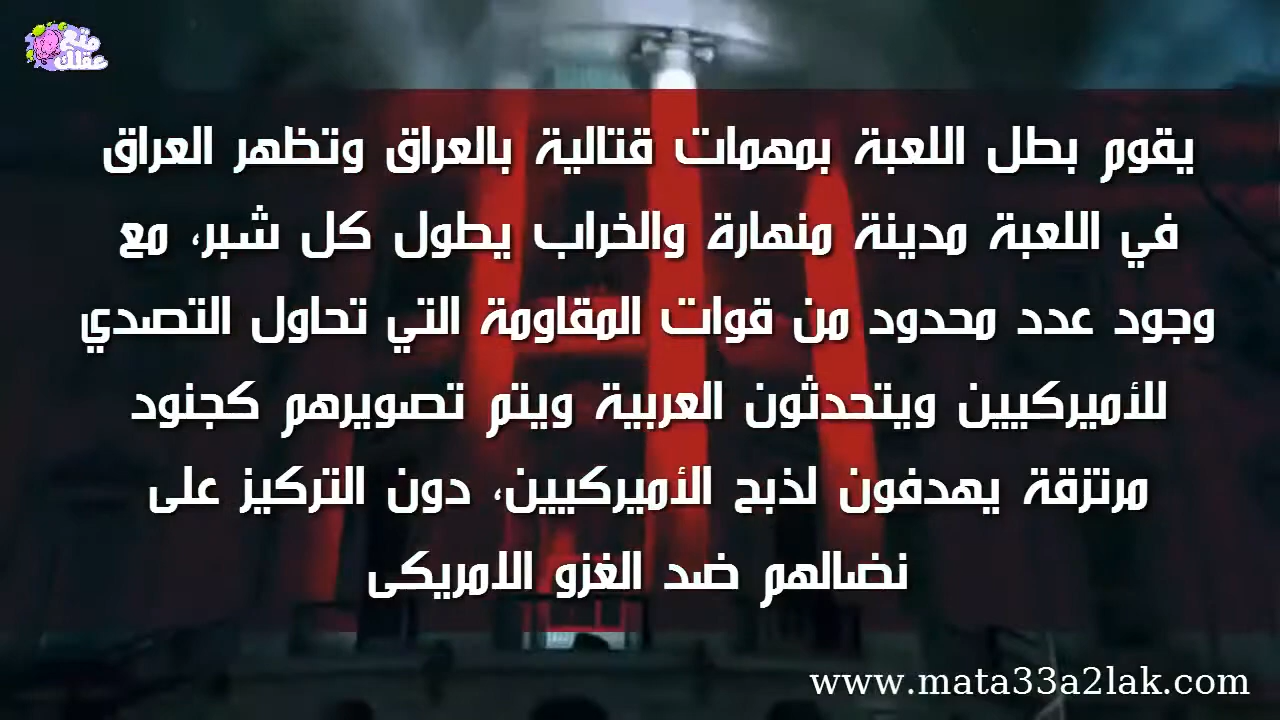 متع
عقلك
يقوم بطل اللعبة بمهمات قتالية بالعراق وتظهر العراق
في اللعبة مدينة منهارة والخراب يطول كل شبر، مع
وجود عدد محدود من قوات المقاومة التي تحاول التصدي
للأميركيين ويتحدثون العربية ويتم تصويرهم كجنود
مرتزقة يهدفون لذبح الأميركيين، دون التركيز على
نضالهم ضد الغزو الامريكى
www.mata33a2lak.com